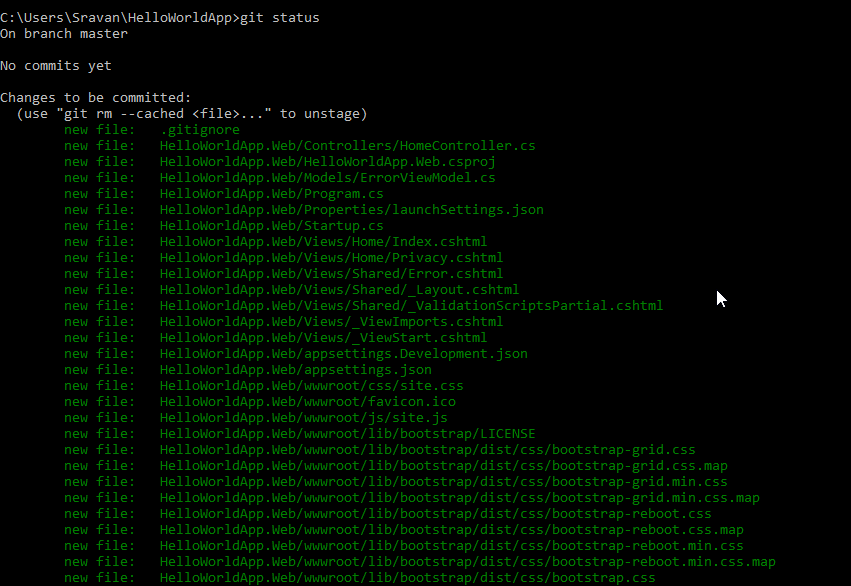 C:\Users\Sravan\HelloWorldApp>git status
On branch master
No commits yet
Changes to be committed:
  (use "git rm --cached <file>..." to unstage)
        new file:   .gitignore
        new file:   HelloWorldApp.Web/Controllers/HomeController.cs
        new file:   HelloWorldApp.Web/HelloWorldApp.Web.csproj
        new file:   HelloWorldApp.Web/Models/ErrorViewModel.cs
        new file:   HelloWorldApp.Web/Program.cs
        new file:   HelloWorldApp.Web/Properties/launchSettings.json
        new file:   HelloWorldApp.Web/Startup.cs
        new file:   HelloWorldApp.Web/Views/Home/Index.cshtml
        new file:   HelloWorldApp.Web/Views/Home/Privacy.cshtml
        new file:   HelloWorldApp.Web/Views/Shared/Error.cshtml
        new file:   HelloWorldApp.Web/Views/Shared/_Layout.cshtml
        new file:   HelloWorldApp.Web/Views/Shared/_ValidationScriptsPartial.cshtml
        new file:   HelloWorldApp.Web/Views/_ViewImports.cshtml
        new file:   HelloWorldApp.Web/Views/_ViewStart.cshtml
        new file:   HelloWorldApp.Web/appsettings.Development.json
        new file:   HelloWorldApp.Web/appsettings.json
        new file:   HelloWorldApp.Web/wwwroot/css/site.css
        new file:   HelloWorldApp.Web/wwwroot/favicon.ico
        new file:   HelloWorldApp.Web/wwwroot/js/site.js
        new file:   HelloWorldApp.Web/wwwroot/lib/bootstrap/LICENSE
        new file:   HelloWorldApp.Web/wwwroot/lib/bootstrap/dist/css/bootstrap-grid.css
        new file:   HelloWorldApp.Web/wwwroot/lib/bootstrap/dist/css/bootstrap-grid.css.map
        new file:   HelloWorldApp.Web/wwwroot/lib/bootstrap/dist/css/bootstrap-grid.min.css
        new file:   HelloWorldApp.Web/wwwroot/lib/bootstrap/dist/css/bootstrap-grid.min.css.map
        new file:   HelloWorldApp.Web/wwwroot/lib/bootstrap/dist/css/bootstrap-reboot.css
        new file:   HelloWorldApp.Web/wwwroot/lib/bootstrap/dist/css/bootstrap-reboot.css.map
        new file:   HelloWorldApp.Web/wwwroot/lib/bootstrap/dist/css/bootstrap-reboot.min.css
        new file:   HelloWorldApp.Web/wwwroot/lib/bootstrap/dist/css/bootstrap-reboot.min.css.map
        new file:   HelloWorldApp.Web/wwwroot/lib/bootstrap/dist/css/bootstrap.css